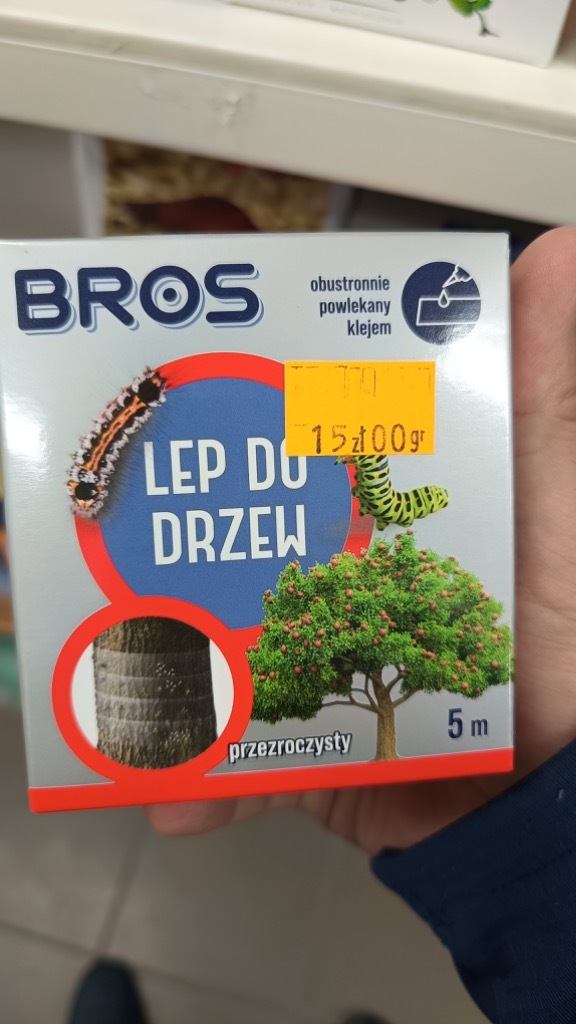 BROS
obustronnie
powlekany
klejem
15zł00gr
LEP DO
DRZEW
przezroczysty
5 m